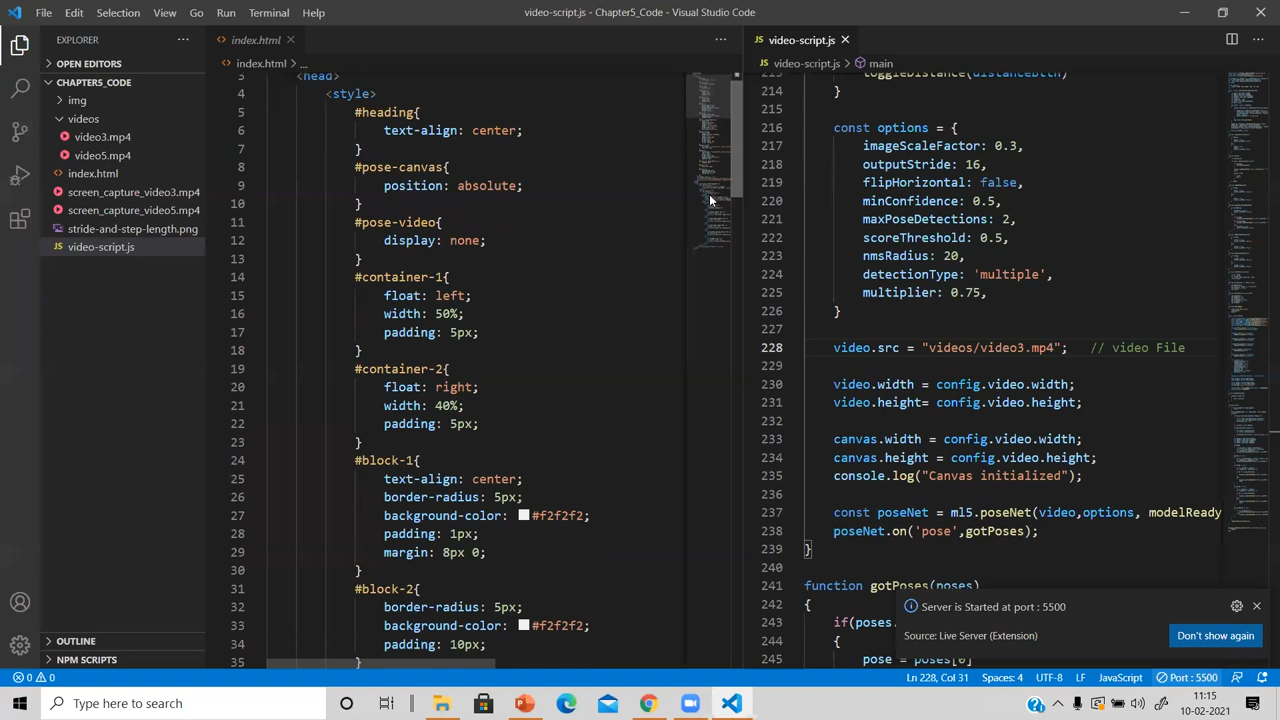 File Edit Selection View Go Run Terminal Help
video-script.js - Chapter5_Code - Visual Studio Code
EXPLORER
OPEN EDITORS
CHAPTER5_CODE
img
videos
video3.mp4
video5.mp4
index.html
screen_capture_video3.mp4
screen_capture_video5.mp4
stride-and-step-length.png
video-script.js
OUTLINE
NPM SCRIPTS
index.html
index.html > ...
3 <head>
4 <style>
5 #heading{
6 text-align: center;
7 }
8 #pose-canvas{
9 position: absolute;
10 }
11 #pose-video{
12 display: none;
13 }
14 #container-1{
15 float: left;
16 width: 50%;
17 padding: 20px;
18 }
19 #container-2{
20 float: right;
21 width: 40%;
22 padding: 20px;
23 }
24 #block-1{
25 text-align: center;
26 border-radius: 5px;
27 background-color: #f2f2f2;
28 padding: 20px;
29 margin: 8px 0;
30 }
31 #block-2{
32 border-radius: 5px;
33 background-color: #f2f2f2;
34 padding: 10px;
35 }
video-script.js
video-script.js > main
213 toggleDistance(distanceBtn)
214 }
215
216 const options = {
217 imageScaleFactor: 0.3,
218 outputStride: 16,
219 flipHorizontal: false,
220 minConfidence: 0.5,
221 maxPoseDetection: 2,
222 scoreThreshold: 0.5,
223 nmsRadius: 20,
224 detectionType: 'multiple',
225 multiplier: 0.75,
226 }
227
228 video.src = "videos/video3.mp4"; // video File
229
230 video.width = config.video.width;
231 video.height= config.video.height;
232
233 canvas.width = config.video.width;
234 canvas.height = config.video.height;
235 console.log("Canvas initialized");
236
237 const poseNet = ml5.poseNet(video,options, modelReady
238 poseNet.on('pose',gotPoses);
239 }
240
241 function gotPoses(poses)
242 {
243 if(poses.
244 {
245 pose = poses[0]
Server is Started at port : 5500
Source: Live Server (Extension)
Don't show again
0 0
Ln 228, Col 31 Spaces: 4 UTF-8 LF JavaScript Port : 5500
Type here to search
11:15
10-02-2021